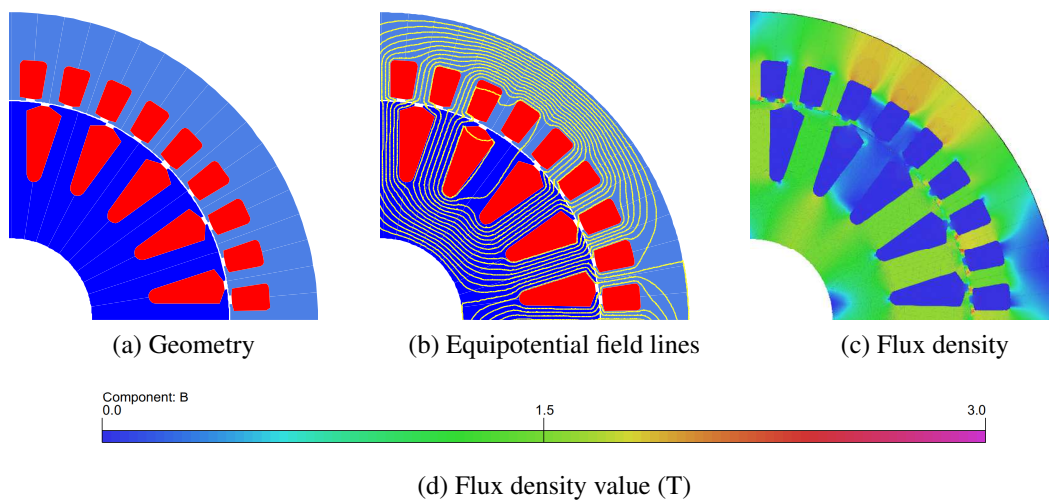 (a) Geometry
(b) Equipotential field lines
(c) Flux density
Component: B
0.0 1.5 3.0
(d) Flux density value (T)